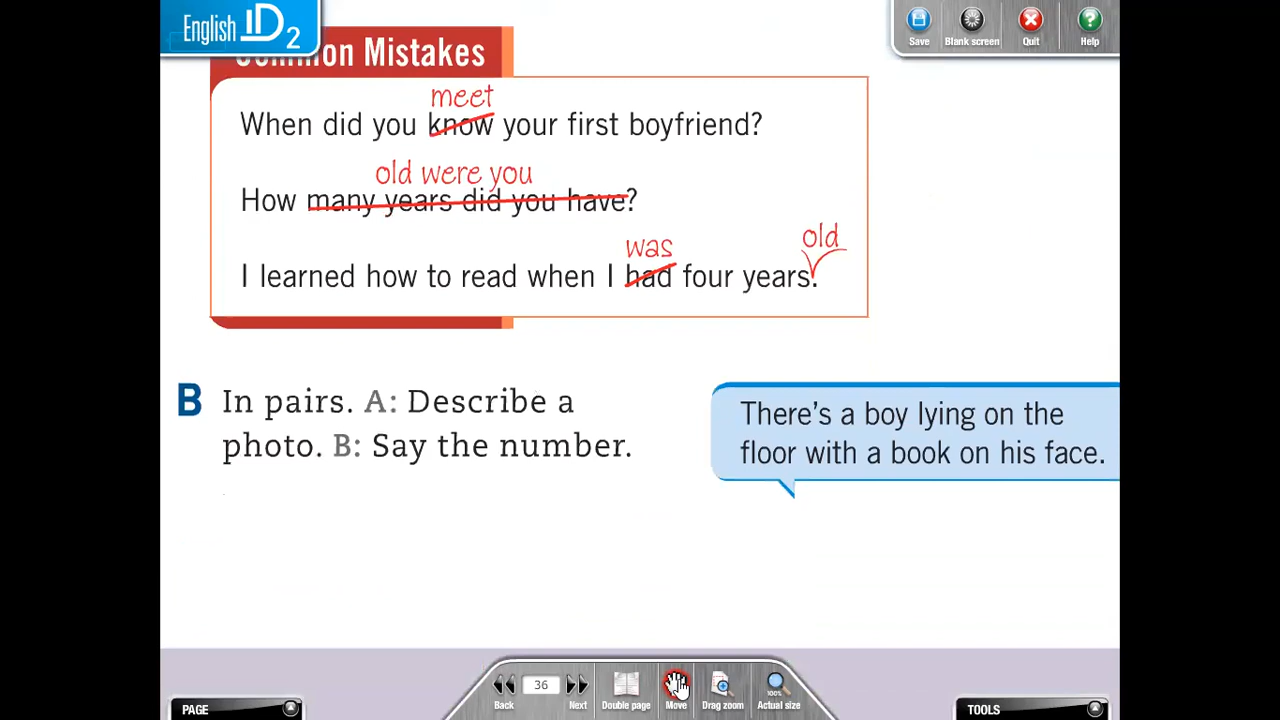 English ID 2
Save
Blank screen
Quit
Help
Common Mistakes
meet
When did you know your first boyfriend?
old were you
How many years did you have?
was
old
I learned how to read when I had four years.
B In pairs. A: Describe a
photo. B: Say the number.
There's a boy lying on the
floor with a book on his face.
36
100%
Back
Next
Double page
Move
Drag zoom
Actual size
PAGE
TOOLS